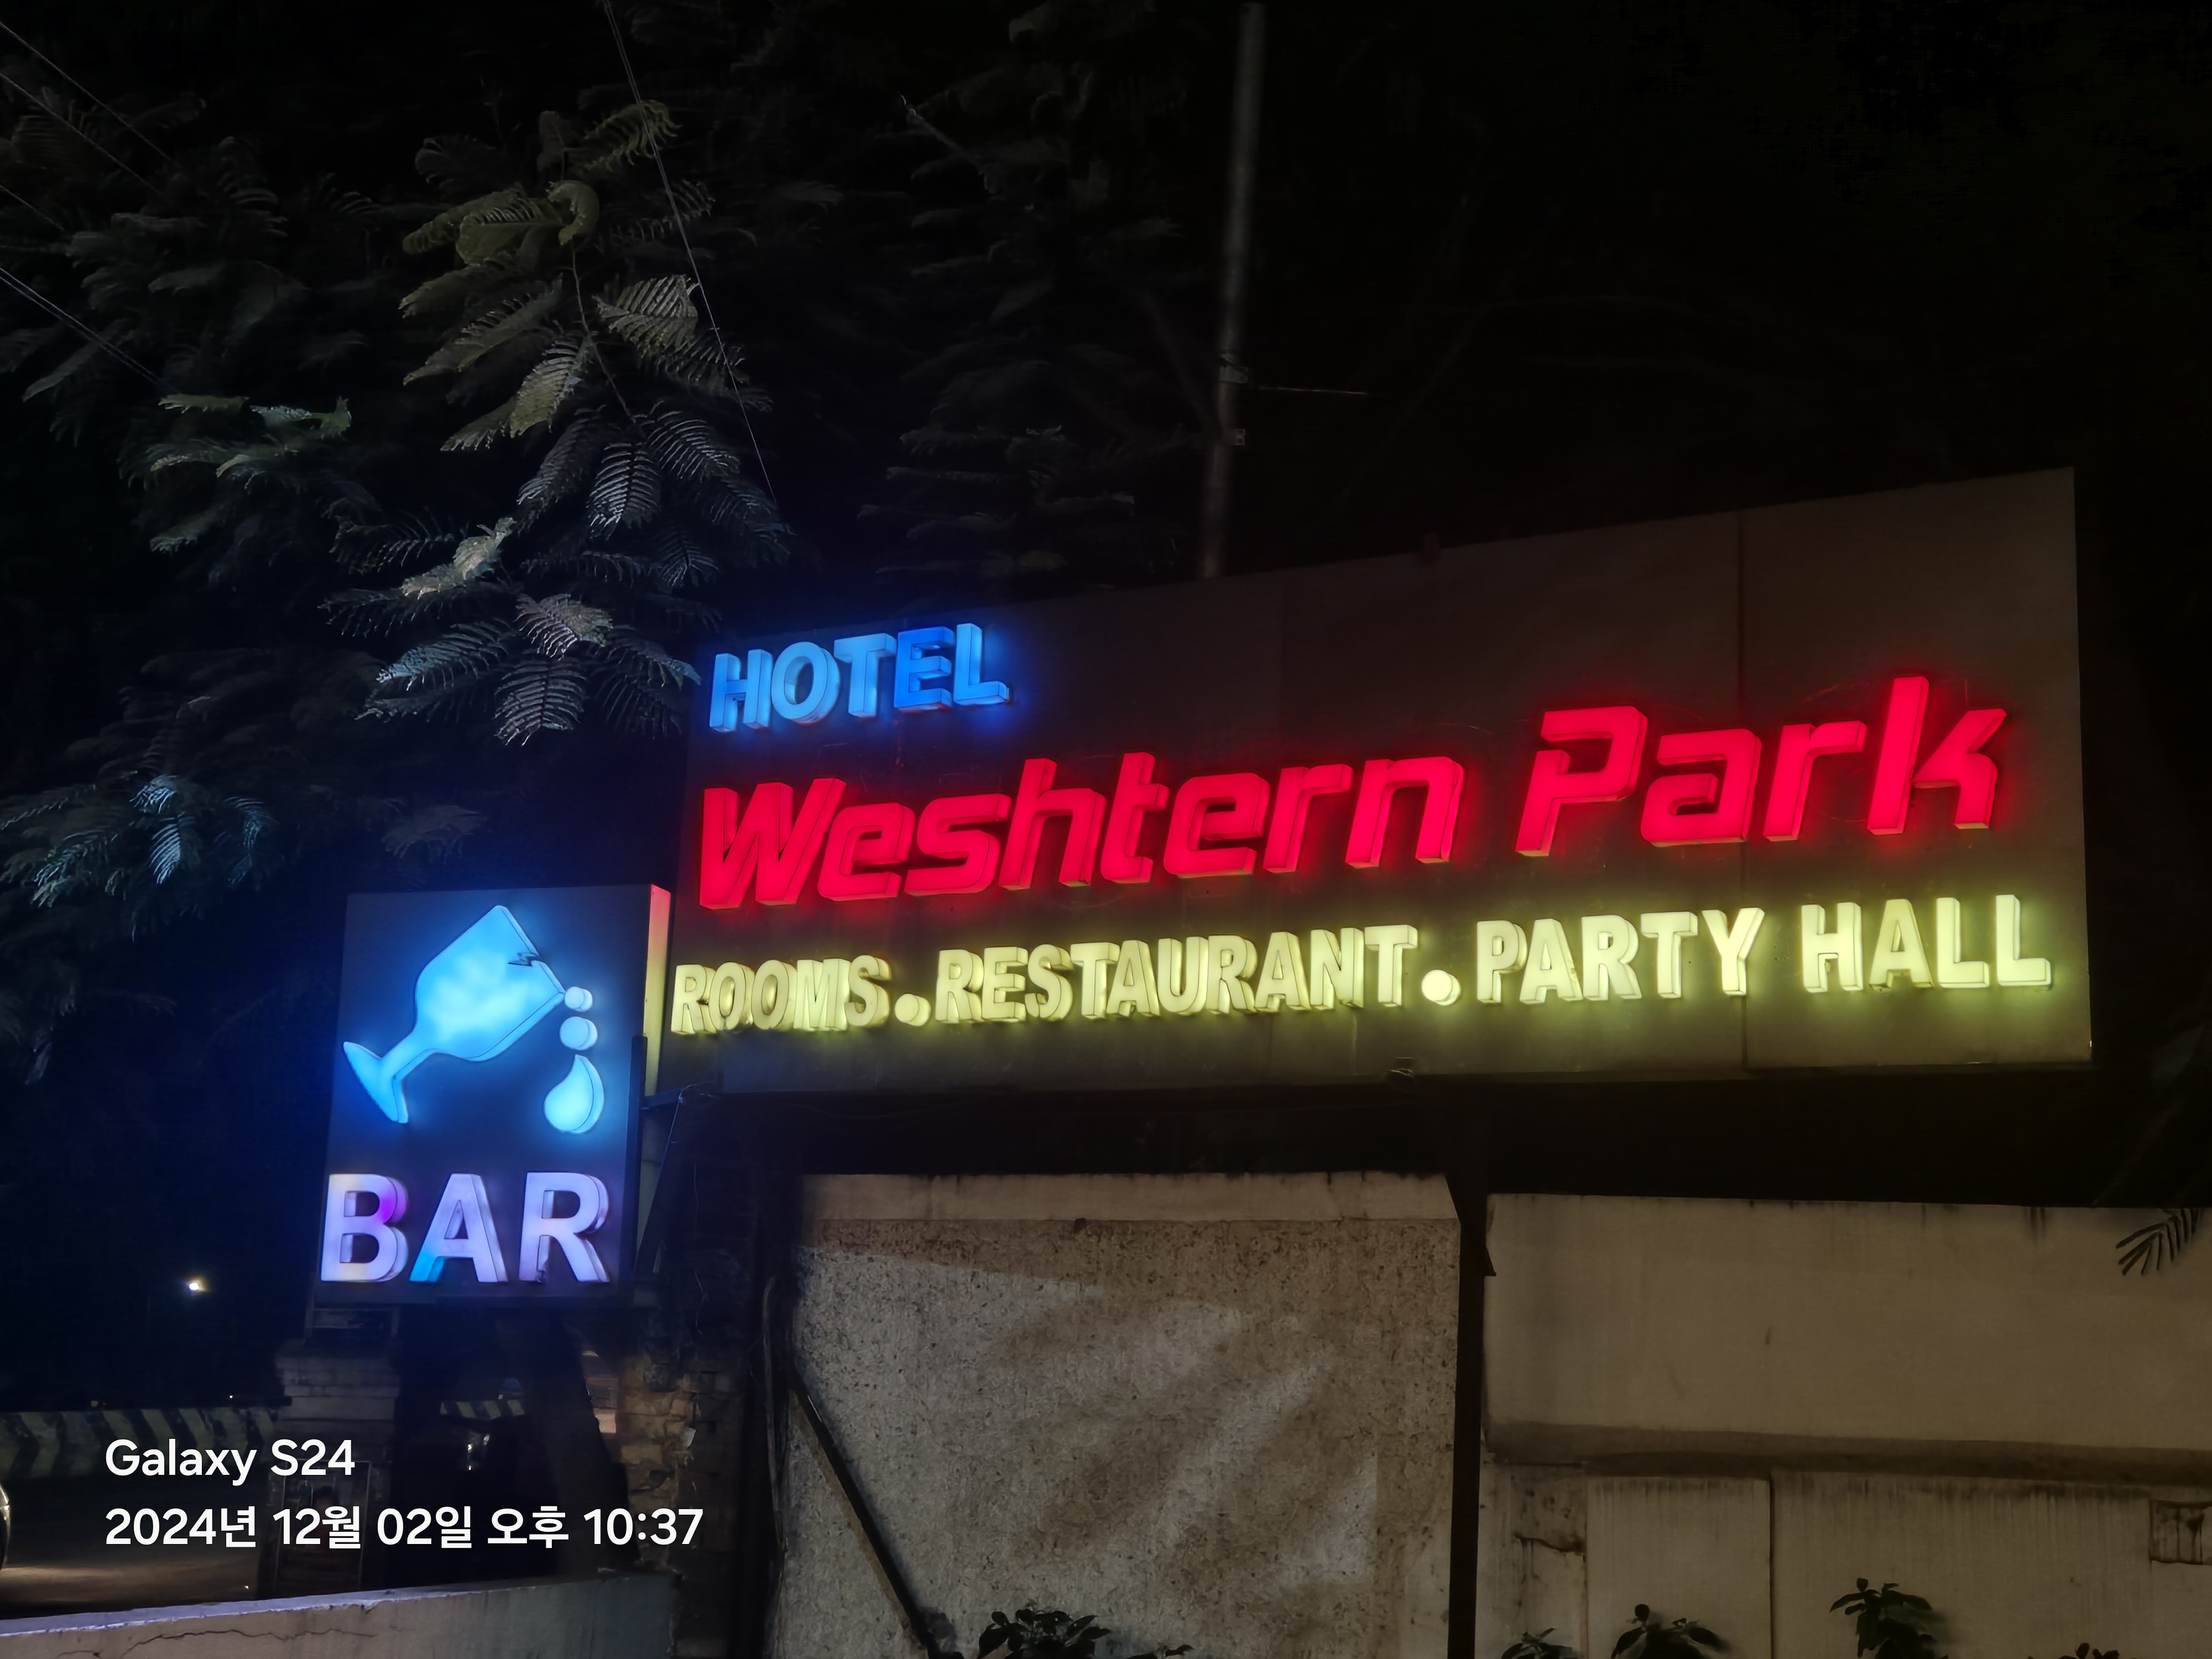 HOTEL
Weshtern Park
ROOMS.RESTAURANT.PARTY HALL
BAR
Galaxy S24
2024년 12월 02일 오후 10:37